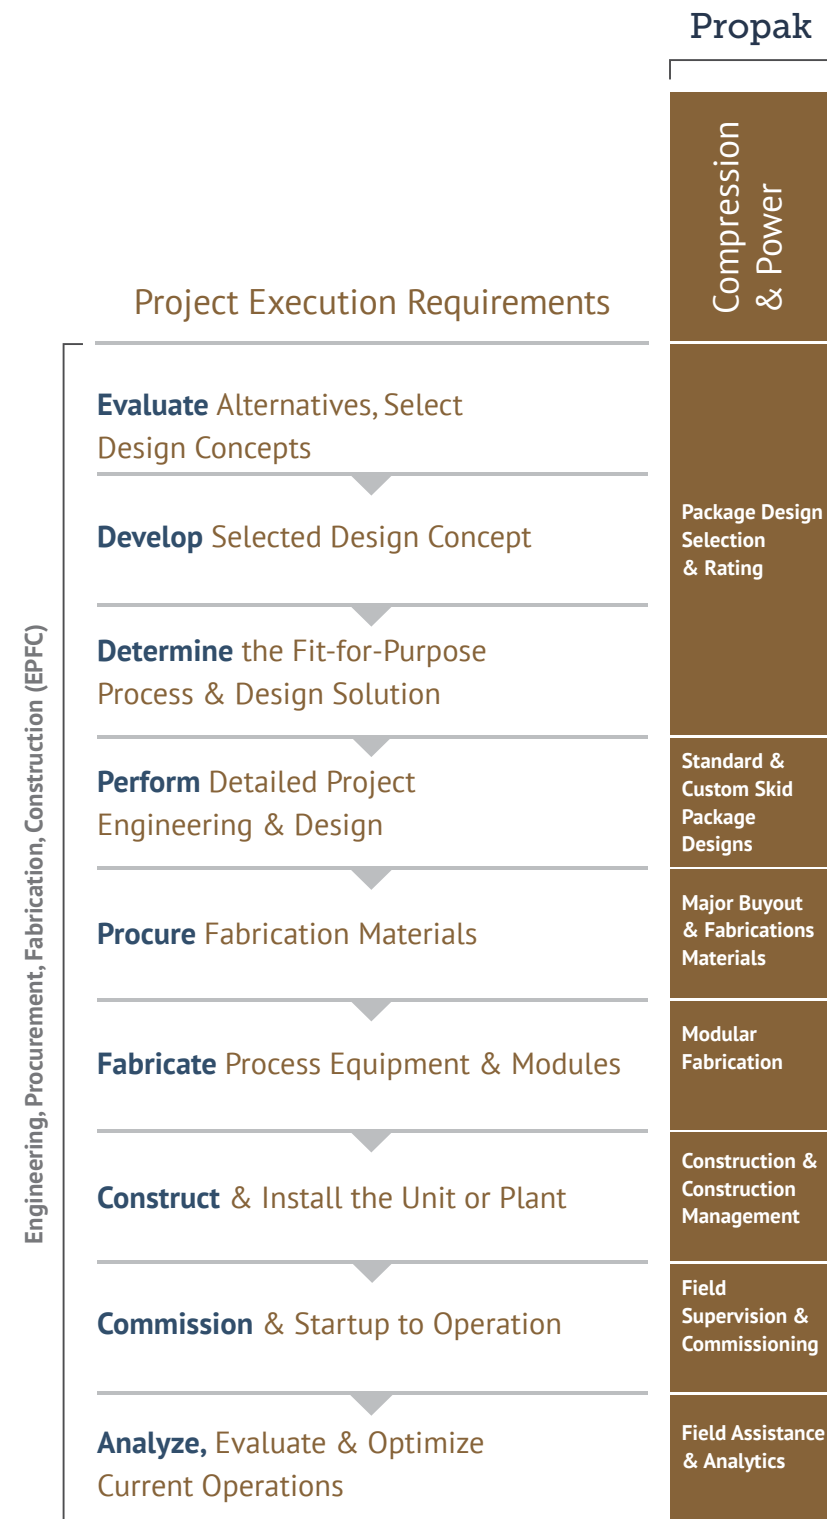 Propak
Compression
& Power
Project Execution Requirements
Engineering, Procurement, Fabrication, Construction (EPFC)
Evaluate Alternatives, Select
Design Concepts
Develop Selected Design Concept
Determine the Fit-for-Purpose
Process & Design Solution
Package Design
Selection
& Rating
Perform Detailed Project
Engineering & Design
Standard &
Custom Skid
Package
Designs
Procure Fabrication Materials
Major Buyout
& Fabrications
Materials
Fabricate Process Equipment & Modules
Modular
Fabrication
Construct & Install the Unit or Plant
Construction &
Construction
Management
Commission & Startup to Operation
Field
Supervision &
Commissioning
Analyze, Evaluate & Optimize
Current Operations
Field Assistance
& Analytics